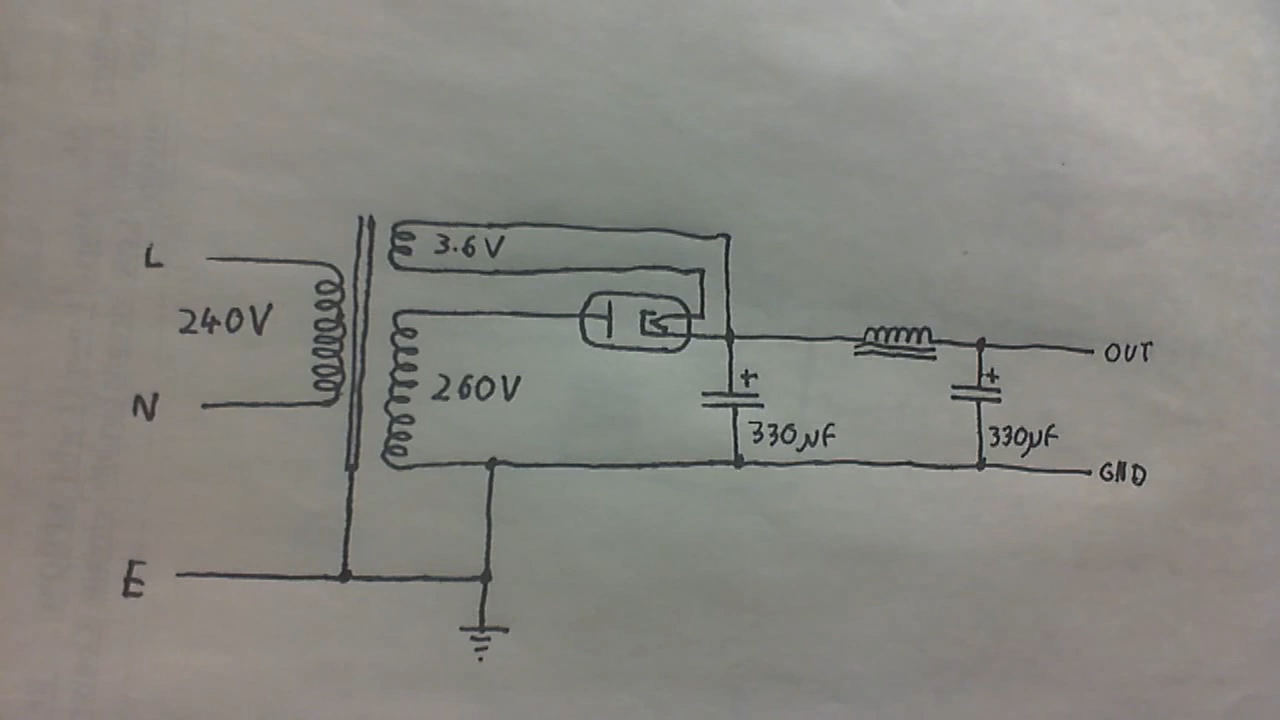 L
3.6V
240V
OUT
+
+
260V
N
330μF
330μF
GND
E